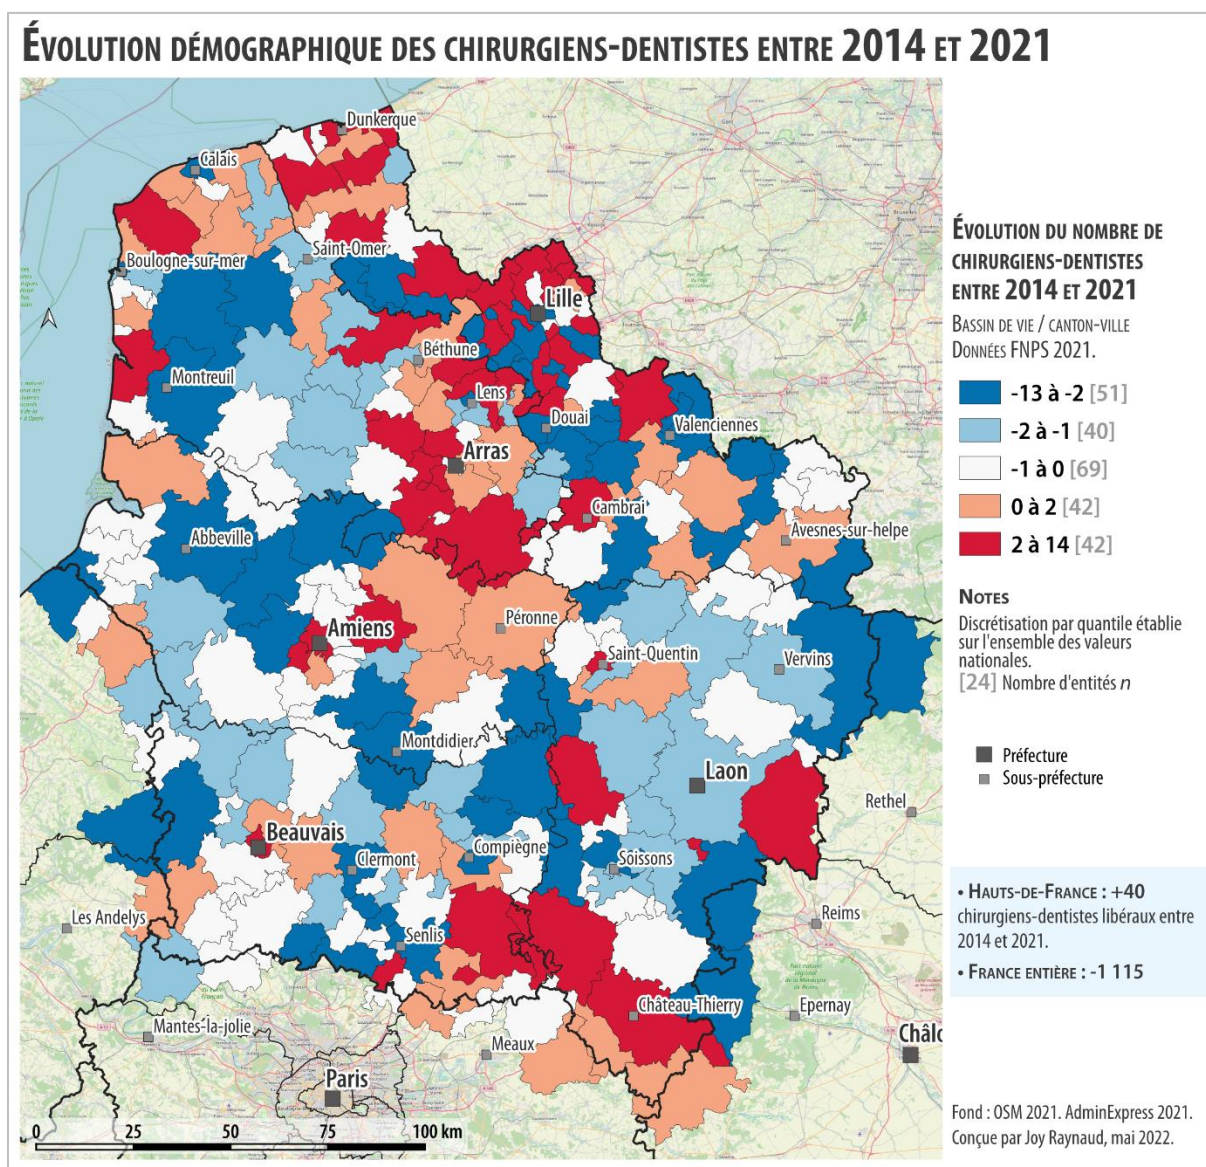 ÉVOLUTION DÉMOGRAPHIQUE DES CHIRURGIENS-DENTISTES ENTRE 2014 ET 2021
Dunkerque
Calais
Saint-Omer
Boulogne-sur-mer
Lille
Béthune
Montreuil
Lens
Douai
Valenciennes
Arras
Cambrai
Avesnes-sur-helpe
Abbeville
Péronne
Amiens
Saint-Quentin
Vervins
Montdidier
Laon
Rethel
Beauvais
Compiègne
Soissons
Clermont
Les Andelys
Reims
Senlis
Château-Thierry
Epernay
Mantes-la-jolie
Meaux
Châlo
Paris
0 25 50 75 100 km
ÉVOLUTION DU NOMBRE DE
CHIRURGIENS-DENTISTES
ENTRE 2014 ET 2021
BASSIN DE VIE / CANTON-VILLE
DONNÉES FNPS 2021.
-13 à -2 [51]
-2 à -1 [40]
-1 à 0 [69]
0 à 2 [42]
2 à 14 [42]
NOTES
Discrétisation par quantile établie
sur l'ensemble des valeurs
nationales.
[24] Nombre d'entités n
Préfecture
Sous-préfecture
• HAUTS-DE-FRANCE : +40
chirurgiens-dentistes libéraux entre
2014 et 2021.
• FRANCE ENTIÈRE : -1 115
Fond : OSM 2021. AdminExpress 2021.
Conçue par Joy Raynaud, mai 2022.